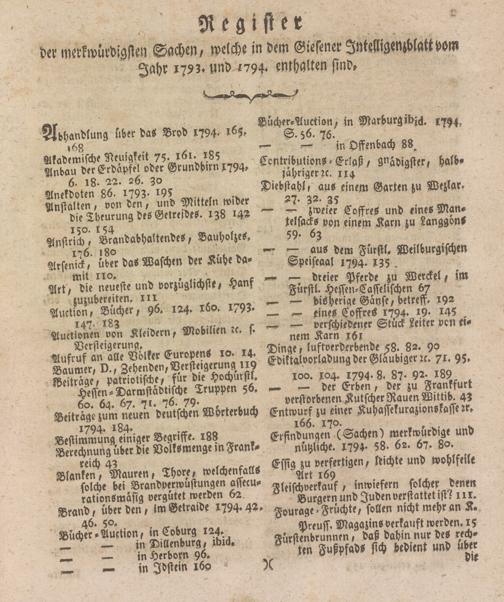 Register
der merkwürdigsten Sachen, welche in dem Gieſener Intelligenzblatt vom
Jahr 1793. und 1794. enthalten ſind.
Abhandlung über das Brod 1794. 165.
168
Akademiſche Neuigkeit 75. 161. 185
Anbau der Erdäpfel oder Grundbirn 1794.
6. 18. 22. 26. 30
Anekdoten 86. 1793. 195
Anſtalten, von den, und Mitteln wider
die Theurung des Getreides. 138 142
150. 154
Anſtrich, Brandabhaltendes, Bauholzes,
176. 180
Arſenick, über das Waſchen der Kühe da-
mit 110.
Art, die neueſte und vorzüglichſte, Hanf
zuzubereiten. 111
Auction, Bücher, 96. 124. 160. 1793.
147. 183
Auctionen von Kleidern, Mobilien ꝛc. ſ.
Verſteigerung.
Aufruf an alle Völker Europens 10. 14.
Baumer, D., Zehenden, Verſteigerung 119
Beiträge, patriotiſche, für die Hochfürſtl.
Heſſen-Darmſtädtiſche Truppen 56.
60. 64. 67. 71. 76. 79.
Beiträge zum neuen deutſchen Wörterbuch
1794. 184.
Beſtimmung einiger Begriffe. 188
Berechnung über die Volksmenge in Frank-
reich 43
Blanken, Mauren, Thore, welchenfalls
ſolche bei Brandverwüſtungen aſſecu-
rationsmäſig vergütet werden 62
Brand, über den, im Getraide 1794. 42.
46. 50.
Bücher-Auction, in Coburg 124.
— — in Dillenburg, ibid.
— — in Herborn 96.
— — in Idſtein 160
Bücher-Auction, in Marburg ibid. 1794.
S. 56. 76.
— — in Offenbach 88
Contributions-Erlaß, gnädigſter, halb-
jähriger ꝛc. 114
Diebſtahl, aus einem Garten zu Wezlar.
27. 32. 35
— — zweier Coffres und eines Man-
telſacks von einem Karn zu Langgöns
59. 63
— — aus dem Fürſtl. Weilburgiſchen
Speiſeaal 1794. 135.
— — dreier Pferde zu Werckel, im
Fürſtl. Heſſen-Caſſeliſchen 67
— — bisherige Gänſe, betreff. 192
— — eines Coffres 1794. 19. 145
— — verſchiedener Stück Leiter von ei-
nem Karn 161
Dinge, luftverderbende 58. 82. 90
Ediktalvorladung der Gläubiger ꝛc. 71. 95.
100. 104. 1794. 8. 87. 92. 189
— — der Erben, der zu Frankfurt
verſtorbenen Kutſcher Rauen Wittib. 43
Entwurf zu einer Kuhaſſekurazionskaſſe ꝛc.
166. 170.
Erfindungen (Sachen) merkwürdige und
nützliche. 1794. 58. 62. 67. 80.
Eſſig zu verfertigen, leichte und wohlfeile
Art 169
Fleiſchverkauf, inwiefern ſolcher denen
Burgern und Juden verſtattet iſt? 111.
Fourage-Früchte, ſollen nicht mehr an K.
Preuſſ. Magazins verkauft werden. 15
Fürſtenbrunnen, daß dahin nur des rech-
ten Fußpfads ſich bedient und über
die
)(